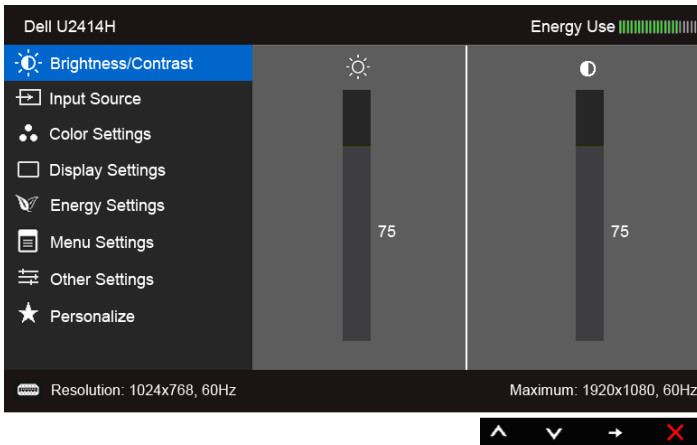 Dell U2414H Energy Use
Brightness/Contrast
Input Source
Color Settings
Display Settings
Energy Settings
Menu Settings
Other Settings
Personalize
75 75
Resolution: 1024x768, 60Hz Maximum: 1920x1080, 60Hz